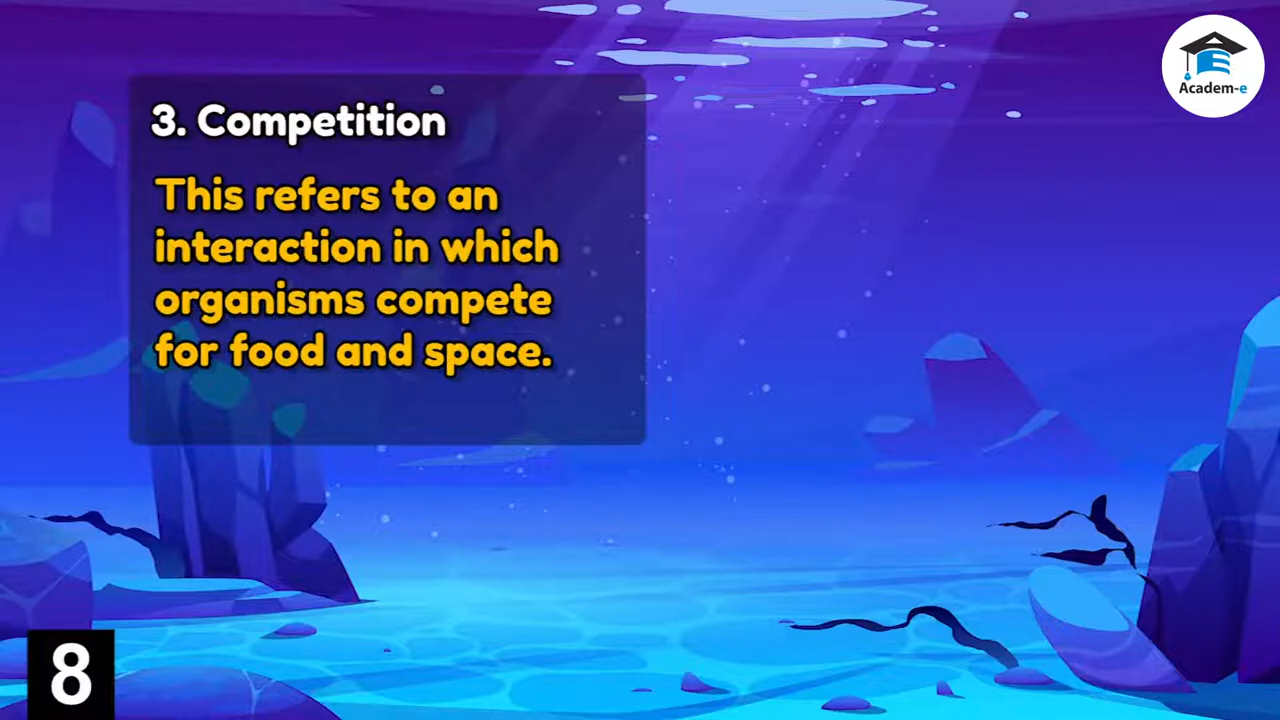 Academ-e
3. Competition
This refers to an
interaction in which
organisms compete
for food and space.
8